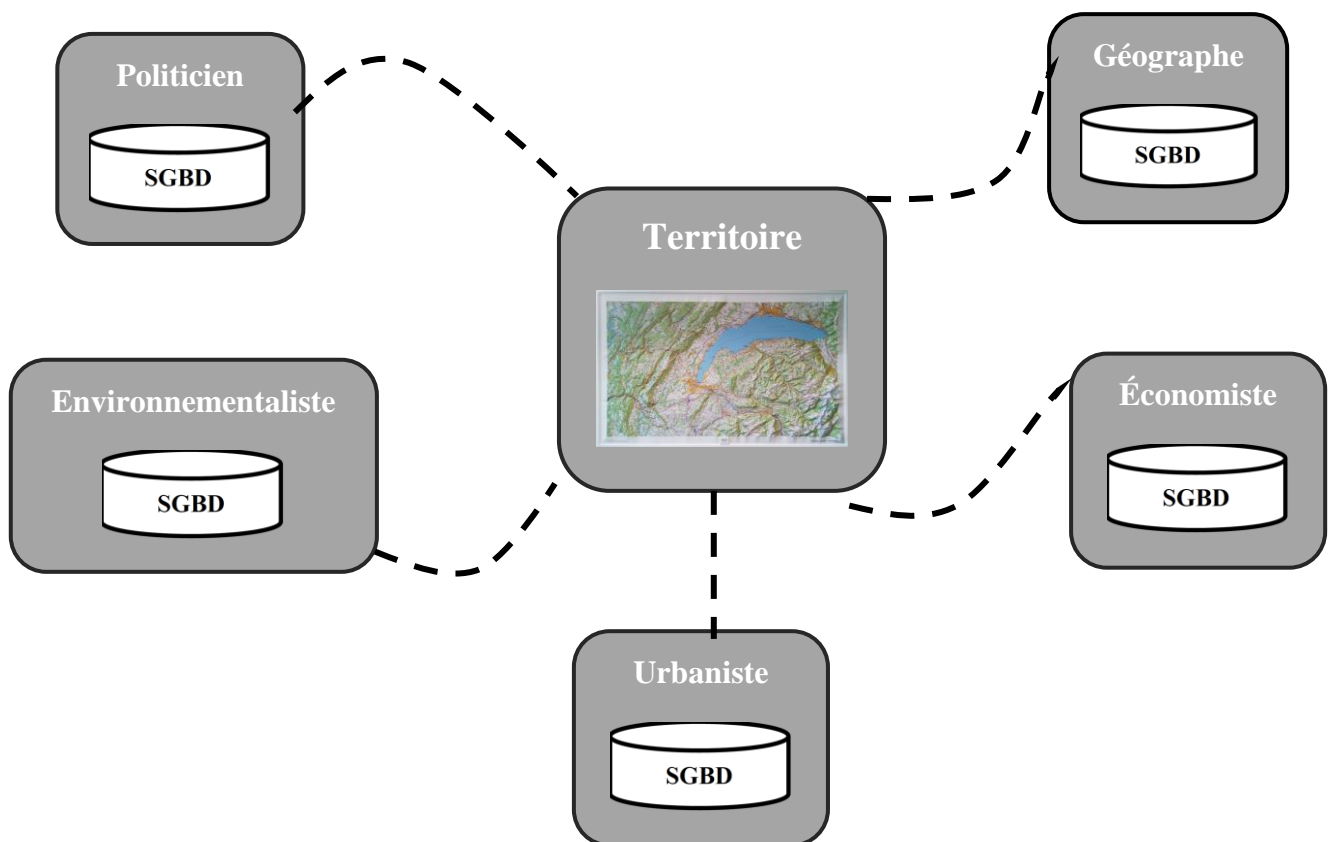 Politicien
SGBD
Géographe
SGBD
Territoire
Environnementaliste
SGBD
Économiste
SGBD
Urbaniste
SGBD